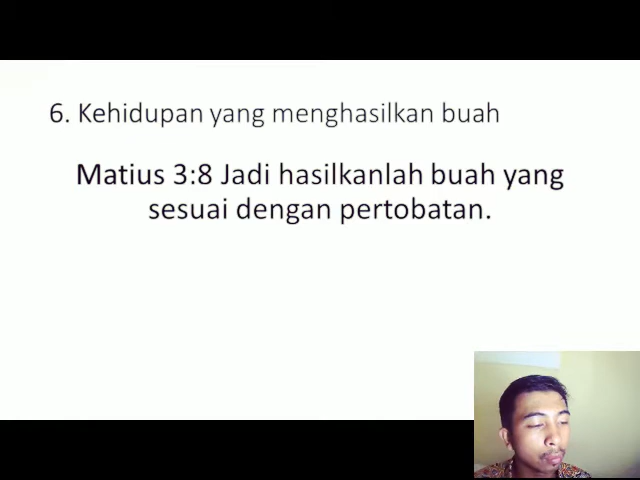 6. Kehidupan yang menghasilkan buah
Matius 3:8 Jadi hasilkanlah buah yang
sesuai dengan pertobatan.